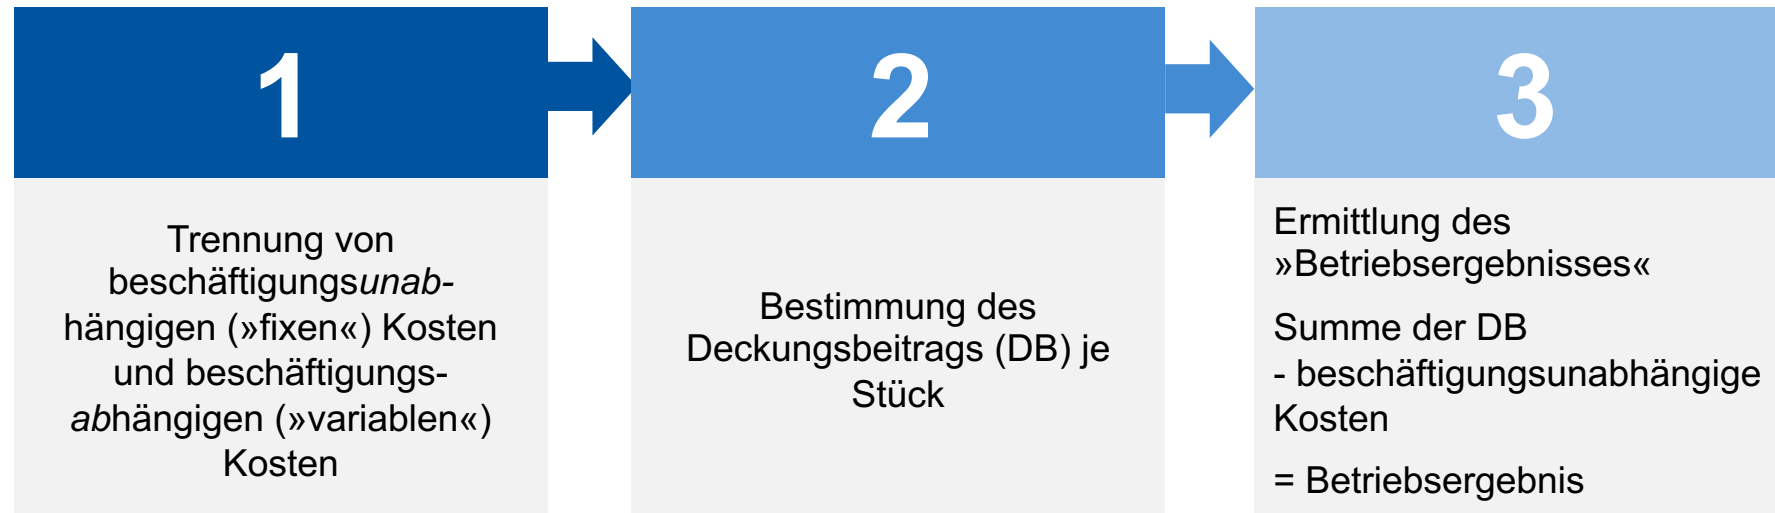 1
Trennung von
beschäftigungsunab-
hängigen (»fixen«) Kosten
und beschäftigungs-
abhängigen (»variablen«)
Kosten
2
Bestimmung des
Deckungsbeitrags (DB) je
Stück
3
Ermittlung des
»Betriebsergebnisses«
Summe der DB
- beschäftigungsunabhängige
Kosten
= Betriebsergebnis